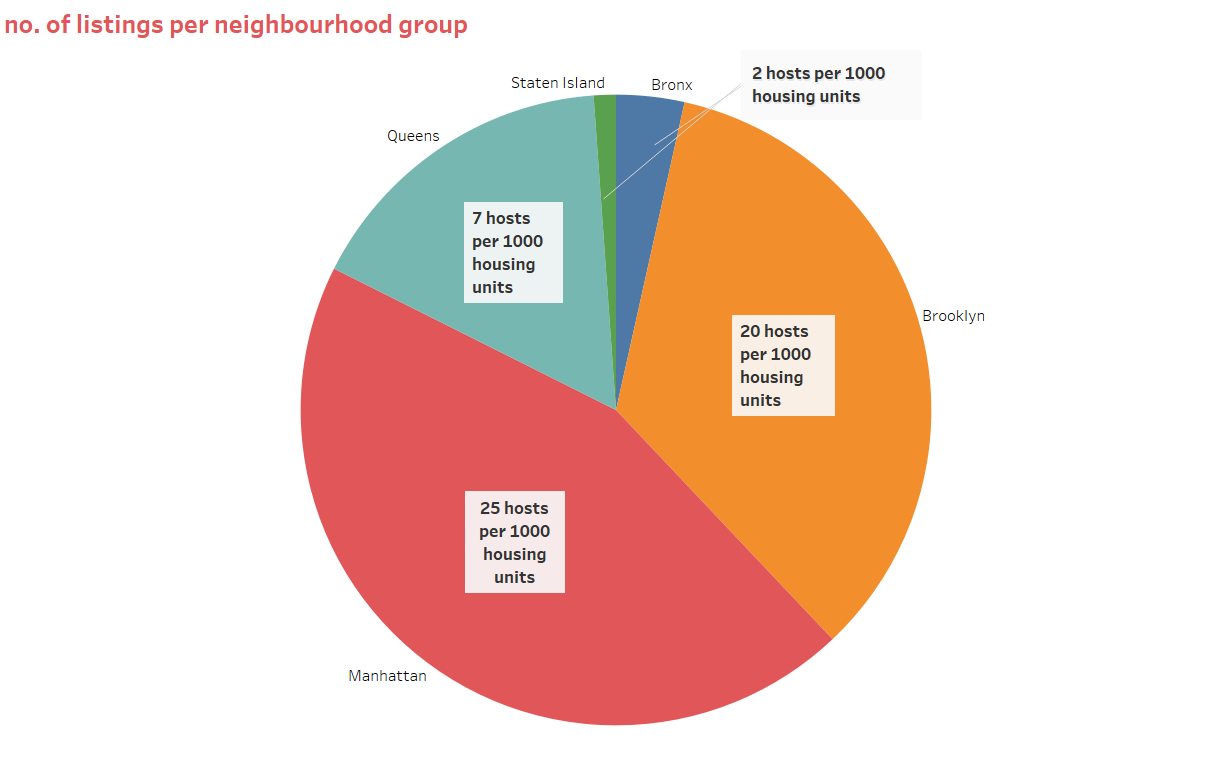 no. of listings per neighbourhood group
2 hosts per 1000
housing units
Staten Island
Bronx
Queens
7 hosts
per 1000
housing
units
Brooklyn
20 hosts
per 1000
housing
units
25 hosts
per 1000
housing
units
Manhattan